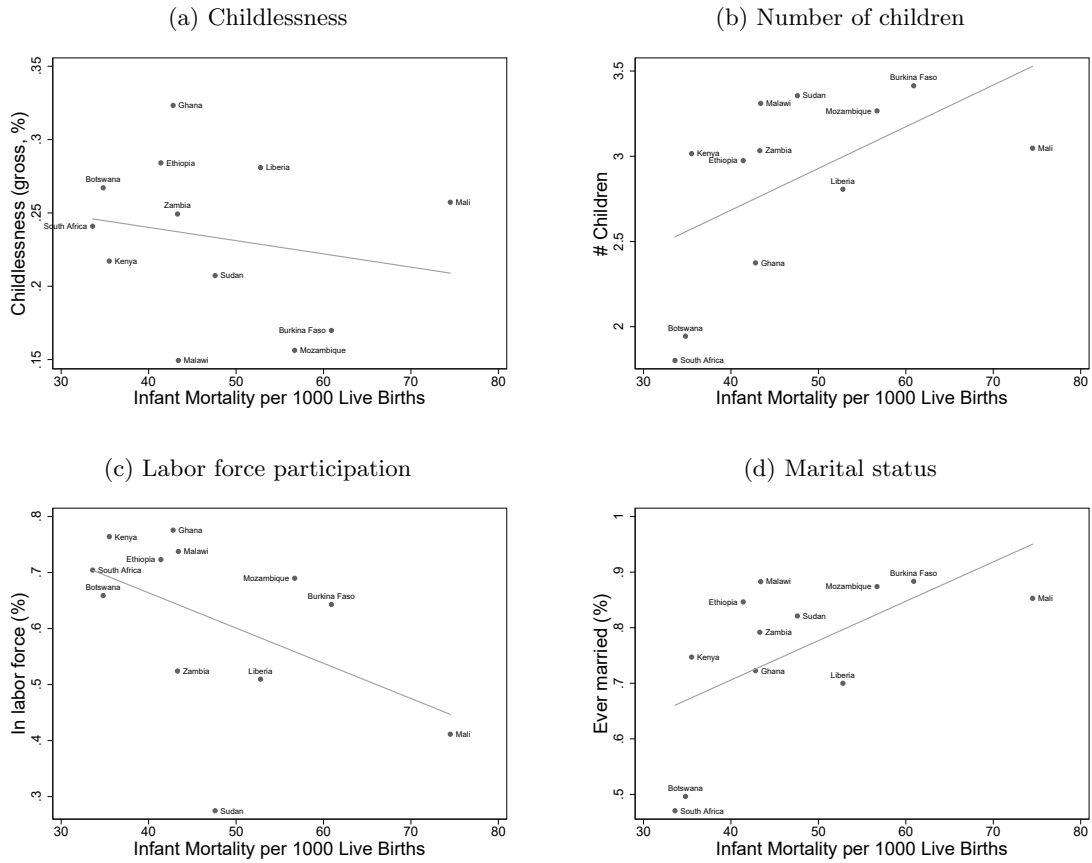 (a) Childlessness
Childlessness (gross, %)
.35
.3
.25
.2
.15
Ghana
Ethiopia
Liberia
Botswana
Mali
Zambia
South Africa
Kenya
Sudan
Burkina Faso
Mozambique
Malawi
30 40 50 60 70 80
Infant Mortality per 1000 Live Births
(b) Number of children
# Children
3.5
3
2.5
2
Burkina Faso
Sudan
Malawi
Mozambique
Kenya
Zambia
Mali
Ethiopia
Liberia
Ghana
Botswana
South Africa
30 40 50 60 70 80
Infant Mortality per 1000 Live Births
(c) Labor force participation
In labor force (%)
.8
.7
.6
.5
.4
.3
Ghana
Kenya
Malawi
Ethiopia
South Africa
Mozambique
Botswana
Burkina Faso
Zambia
Liberia
Mali
Sudan
30 40 50 60 70 80
Infant Mortality per 1000 Live Births
(d) Marital status
Ever married (%)
1
.9
.8
.7
.6
.5
Burkina Faso
Malawi
Mozambique
Mali
Ethiopia
Sudan
Zambia
Kenya
Ghana
Liberia
Botswana
South Africa
30 40 50 60 70 80
Infant Mortality per 1000 Live Births